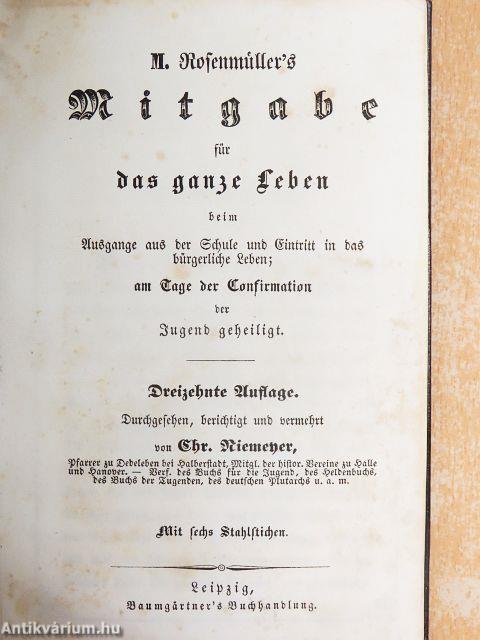 M. Rosenmüller's
Mitgabe
für
das ganze Leben
beim
Ausgange aus der Schule und Eintritt in das
bürgerliche Leben;
am Tage der Confirmation
der
Jugend geheiligt.
Dreizehnte Auflage.
Durchgesehen, berichtigt und vermehrt
von Chr. Niemeyer,
Pfarrer zu Dedeleben bei Halberstadt, Mitgl. der histor. Vereine zu Halle
und Hanover. — Verf. des Buchs für die Jugend, des Heldenbuchs,
des Buchs der Tugenden, des deutschen Plutarchs u. a. m.
Mit sechs Stahlstichen.
Leipzig,
Baumgärtner's Buchhandlung.
Antikvárium.hu